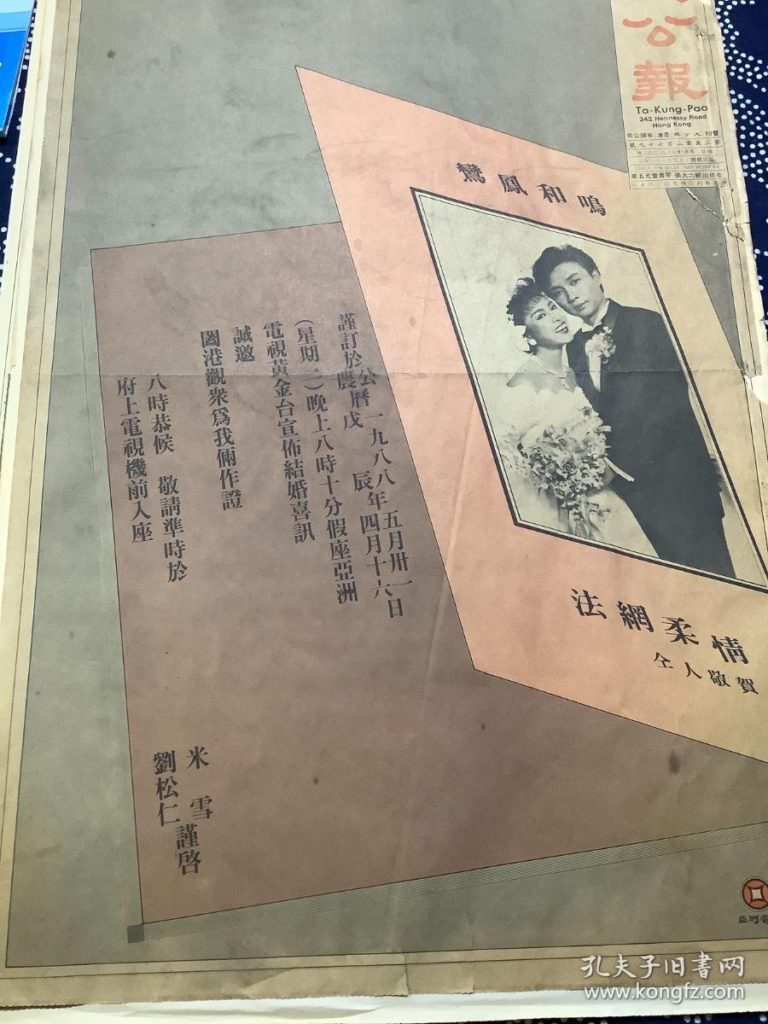 公報
Ta-Kung-Pao
342 Hennessy Road
Hong Kong
鸞鳳和鳴
謹訂於公曆一九八八年五月卅一日
農曆戊辰年四月十六
(星期二)晚上八時十分假座亞洲
電視黃金台宣佈結婚喜訊
誠邀
閤港觀衆爲我倆作證
八時恭候 敬請準時於
府上電視機前入座
米雪
劉松仁
謹啓
法網柔情
仝人敬賀
孔夫子旧书网
www.kongfz.com